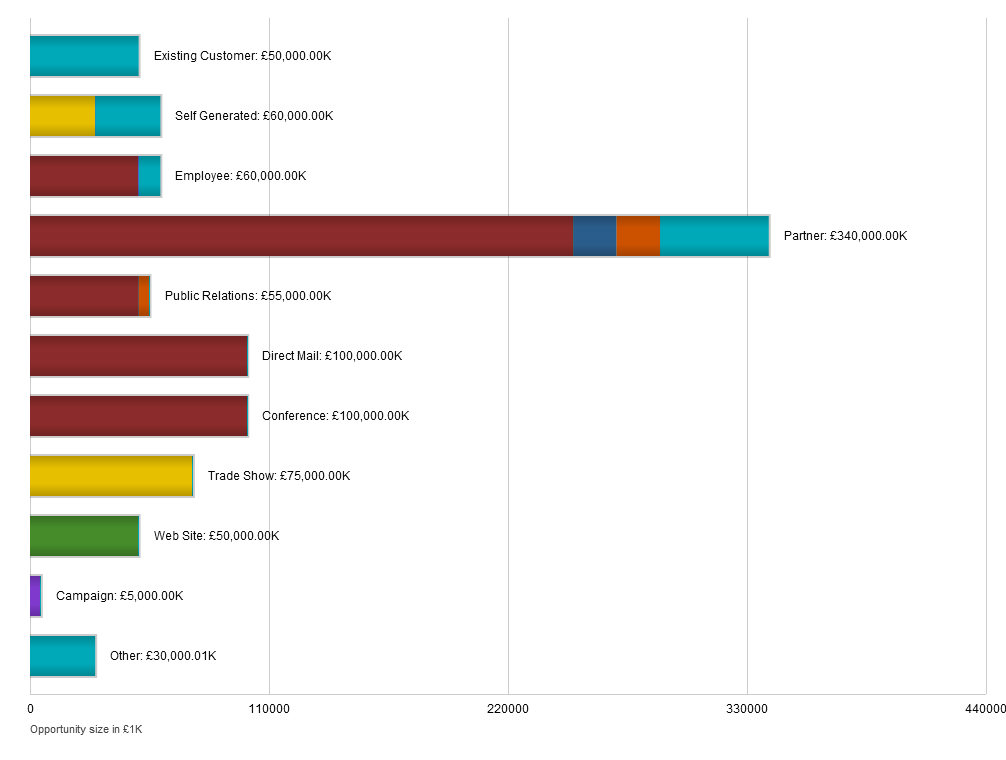 Existing Customer: £50,000.00K
Self Generated: £60,000.00K
Employee: £60,000.00K
Partner: £340,000.00K
Public Relations: £55,000.00K
Direct Mail: £100,000.00K
Conference: £100,000.00K
Trade Show: £75,000.00K
Web Site: £50,000.00K
Campaign: £5,000.00K
Other: £30,000.01K
0 110000 220000 330000 440000
Opportunity size in £1K